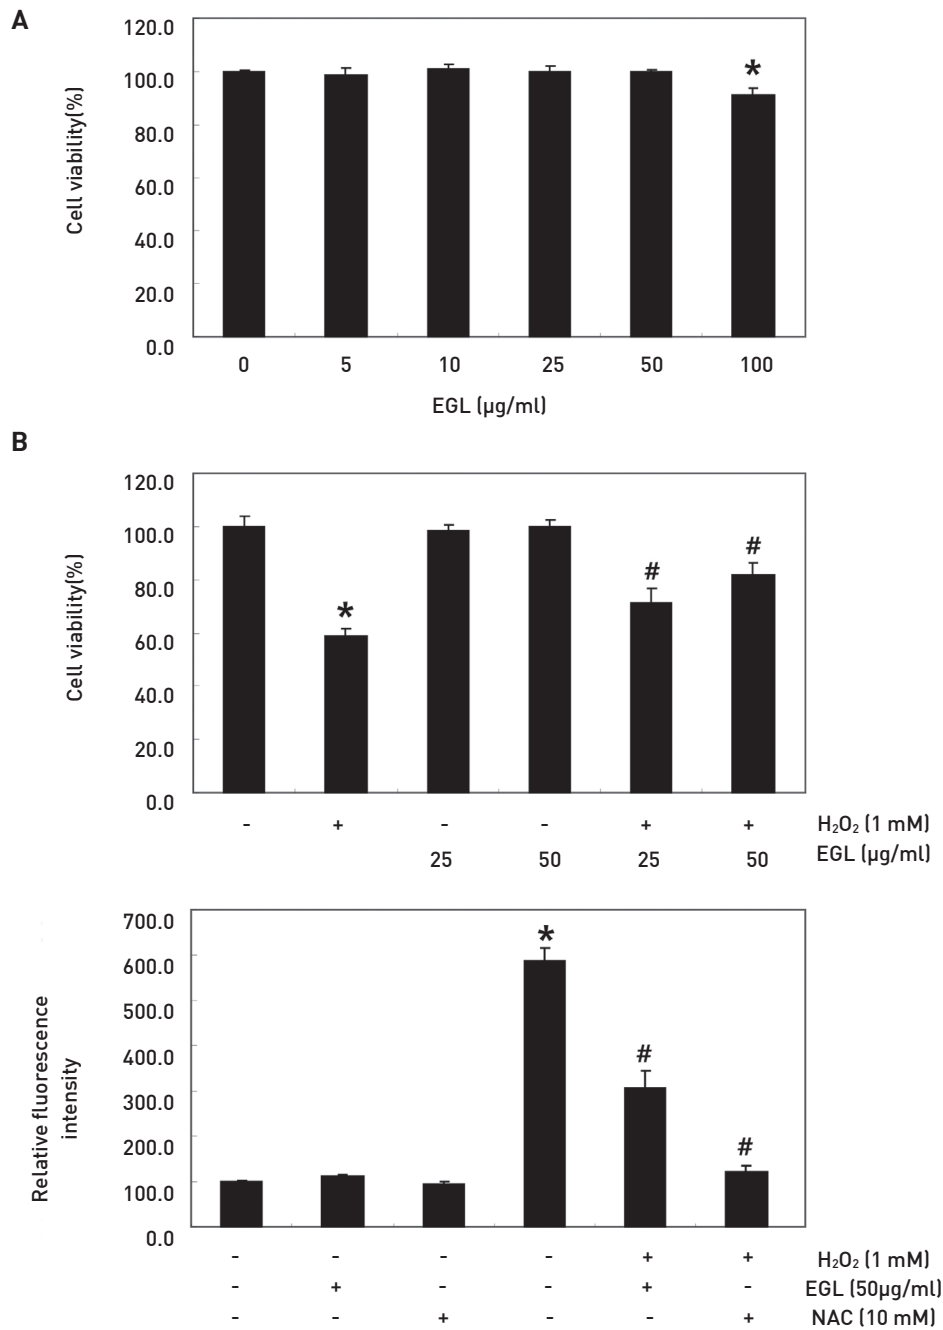 A
120.0
100.0
80.0
60.0
40.0
20.0
0.0
Cell viability(%)
*
0 5 10 25 50 100
EGL (µg/ml)
B
120.0
100.0
80.0
60.0
40.0
20.0
0.0
Cell viability(%)
* # #
- + - - + + H₂O₂ (1 mM)
25 50 25 50 EGL (µg/ml)
700.0
600.0
500.0
400.0
300.0
200.0
100.0
0.0
Relative fluorescence
intensity
* # #
- - - - + + H₂O₂ (1 mM)
- + - - + - EGL (50µg/ml)
- - + - - + NAC (10 mM)